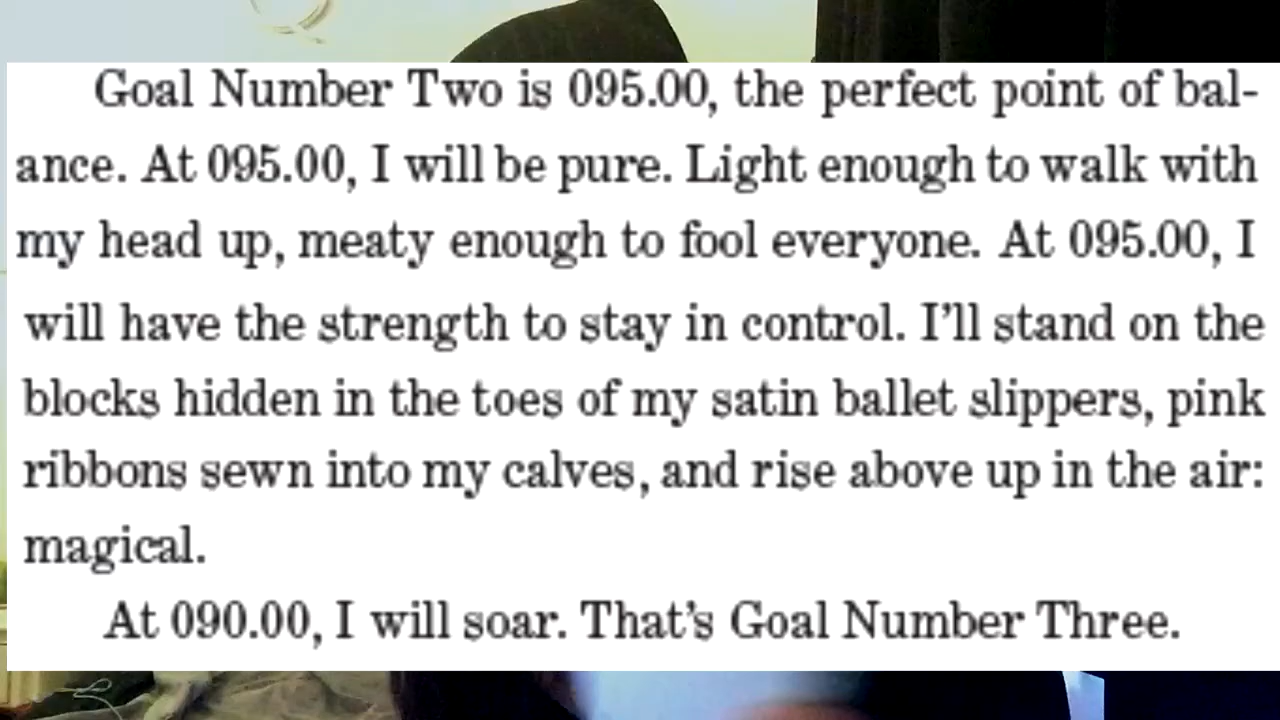 Goal Number Two is 095.00, the perfect point of bal-
ance. At 095.00, I will be pure. Light enough to walk with
my head up, meaty enough to fool everyone. At 095.00, I
will have the strength to stay in control. I’ll stand on the
blocks hidden in the toes of my satin ballet slippers, pink
ribbons sewn into my calves, and rise above up in the air:
magical.
At 090.00, I will soar. That’s Goal Number Three.